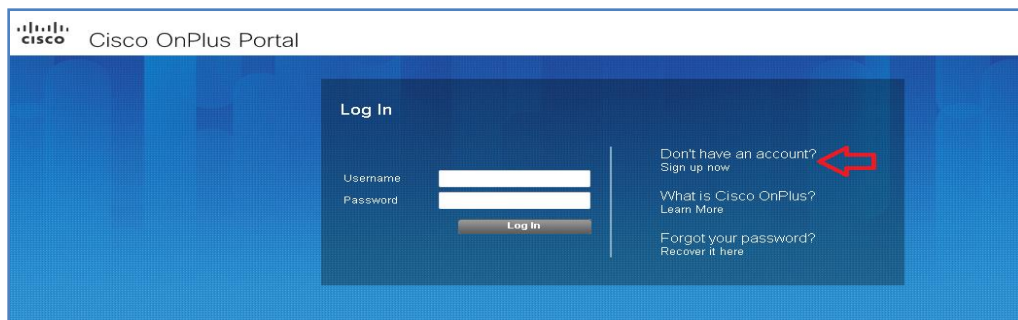 cisco
Cisco OnPlus Portal
Log In
Username
Password
Log In
Don't have an account?
Sign up now
What is Cisco OnPlus?
Learn More
Forgot your password?
Recover it here